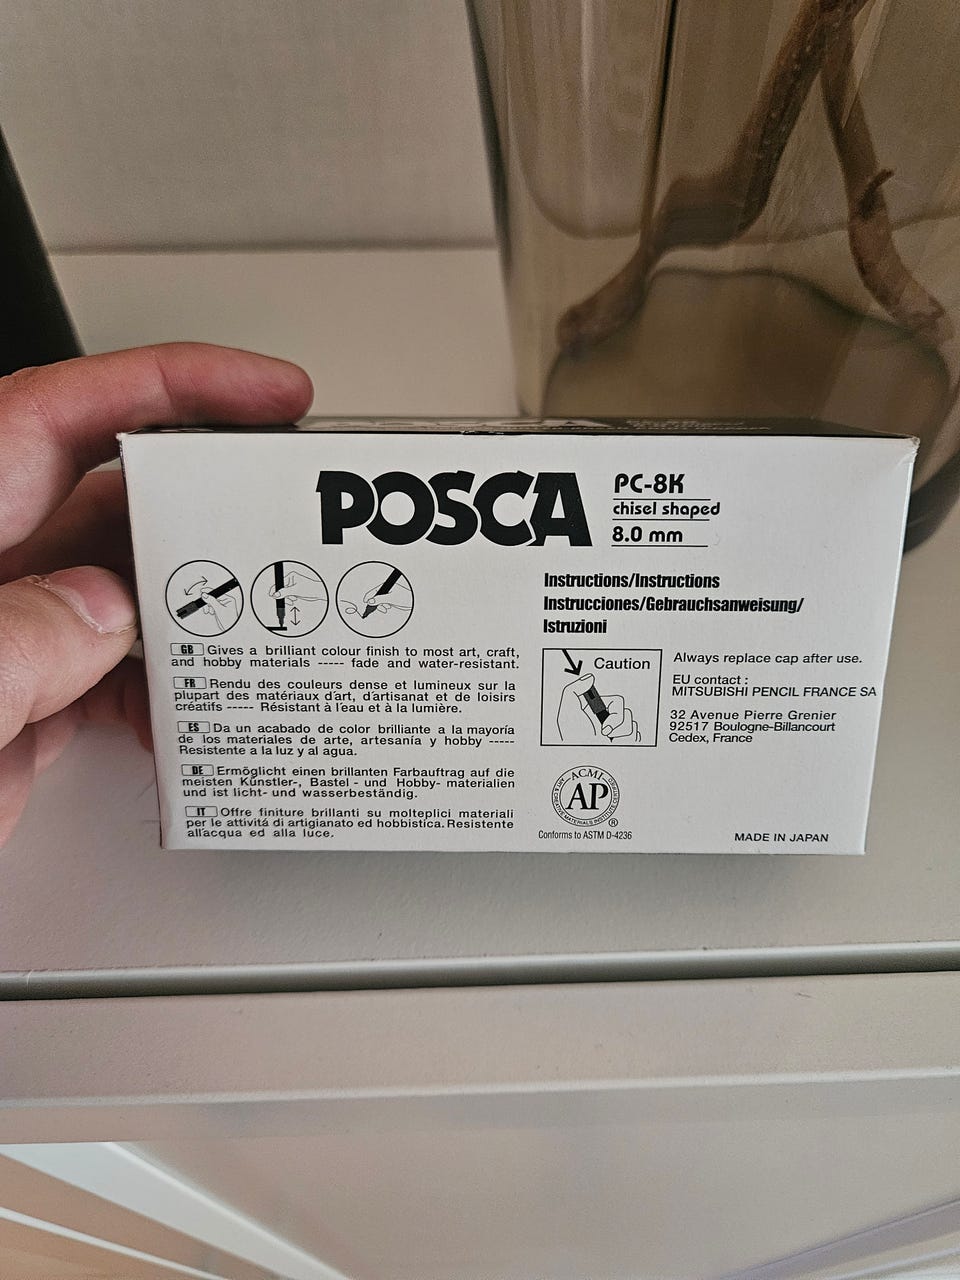 POSCA
PC-8K
chisel shaped
8.0 mm
GB Gives a brilliant colour finish to most art, craft,
and hobby materials ----- fade and water-resistant.
FR Rendu des couleurs dense et lumineux sur la
plupart des matériaux d'art, d'artisanat et de loisirs
créatifs ----- Résistant à l'eau et à la lumière.
ES Da un acabado de color brilliante a la mayoría
de los materiales de arte, artesanía y hobby -----
Resistente a la luz y al agua.
DE Ermöglicht einen brillanten Farbauftrag auf die
meisten Künstler-, Bastel - und Hobby- materialien
und ist licht- und wasserbeständig.
IT Offre finiture brillanti su molteplici materiali
per le attivitá di artigianato ed hobbistica. Resistente
all'acqua ed alla luce.
Instructions/Instructions
Instrucciones/Gebrauchsanweisung/
Istruzioni
Caution
Always replace cap after use.
EU contact :
MITSUBISHI PENCIL FRANCE SA
32 Avenue Pierre Grenier
92517 Boulogne-Billancourt
Cedex, France
ACMI
AP
ART & CREATIVE MATERIALS INSTITUTE CERTIFIED
®
Conforms to ASTM D-4236
MADE IN JAPAN